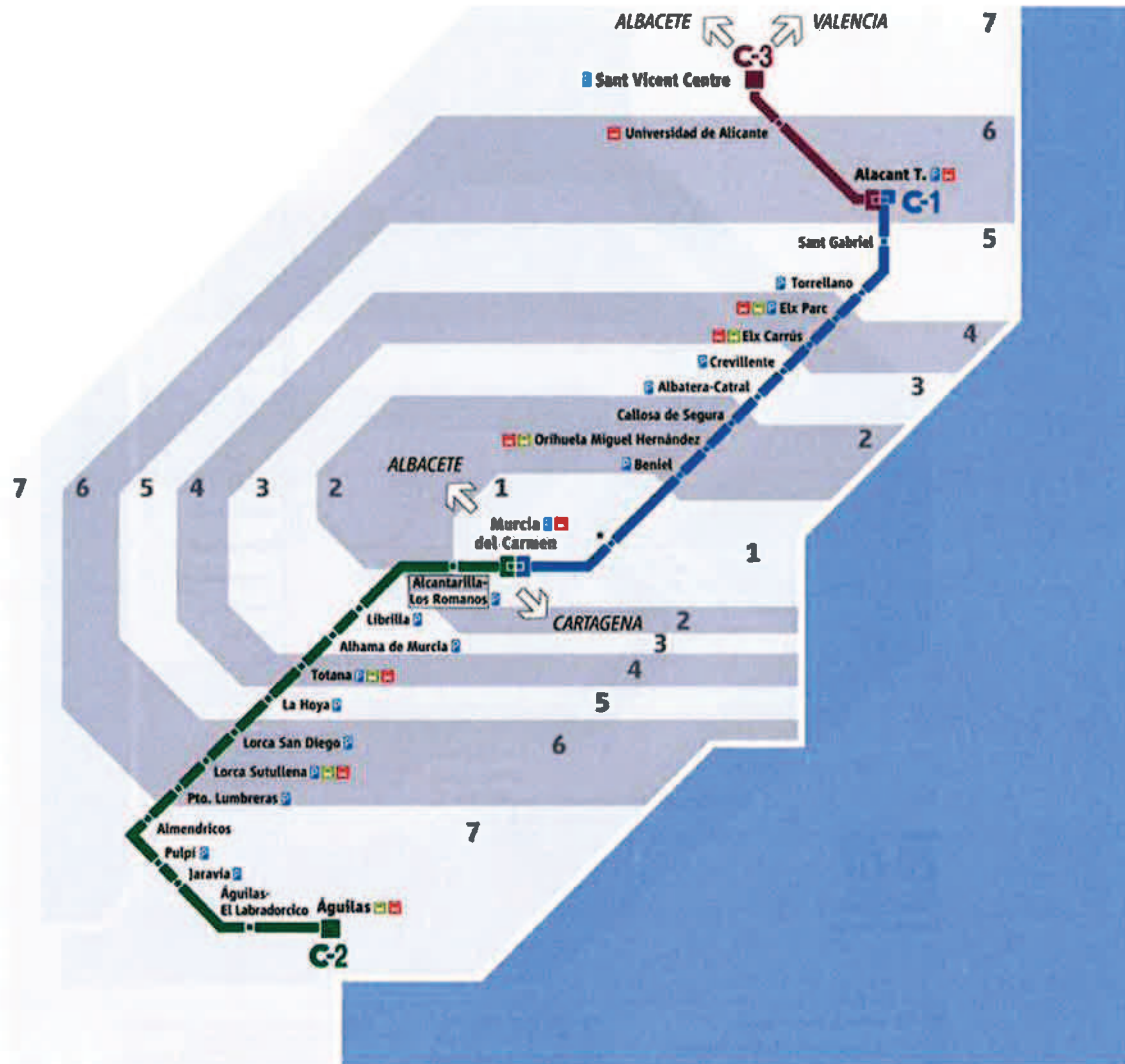 ALBACETE
VALENCIA
7
C-3
Sant Vicent Centre
Universidad de Alicante
6
Alacant T.
C-1
Sant Gabriel
5
Torrellano
Elx Parc
4
Elx Carrús
Crevillente
3
Albatera-Catral
Callosa de Segura
2
Orihuela Miguel Hernández
Beniel
ALBACETE
7
6
5
4
3
2
1
Murcia
del Carmen
1
Alcantarilla-
Los Romanos
CARTAGENA
2
Librilla
3
Alhama de Murcia
4
Totana
5
La Hoya
6
Lorca San Diego
Lorca Sutullena
Pto. Lumbreras
7
Almendricos
Pulpí
Jaravía
Águilas-
El Labradorcico
Águilas
C-2